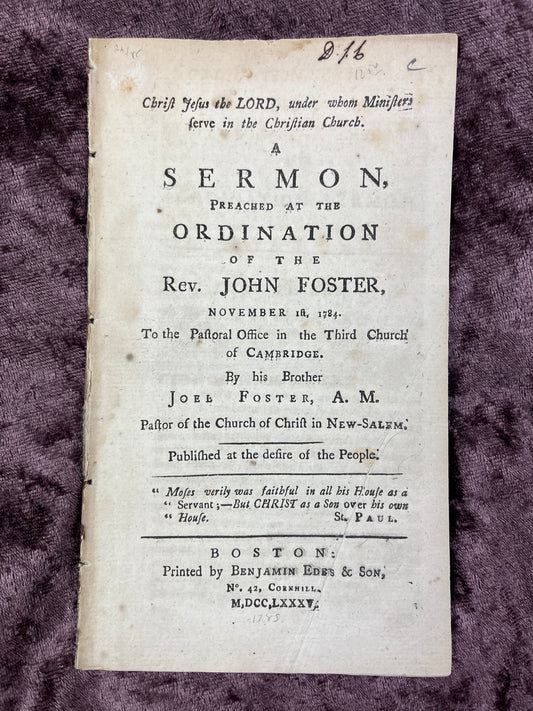 D.f.b
c
Chriſt Jeſus the LORD, under whom Miniſters
ſerve in the Chriſtian Church.
A
SERMON,
PREACHED AT THE
ORDINATION
OF THE
Rev. JOHN FOSTER,
NOVEMBER 1ſt, 1784.
To the Paſtoral Office in the Third Church
of CAMBRIDGE.
By his Brother
JOEL FOSTER, A. M.
Paſtor of the Church of Chriſt in NEW-SALEM.
Publiſhed at the deſire of the People.
" Moſes verily was faithful in all his Houſe as a
" Servant;—But CHRIST as a Son over his own
" Houſe. St. PAUL.
BOSTON:
Printed by BENJAMIN EDES & SON,
No. 42, CORNHILL.
M,DCC,LXXXV.
1785